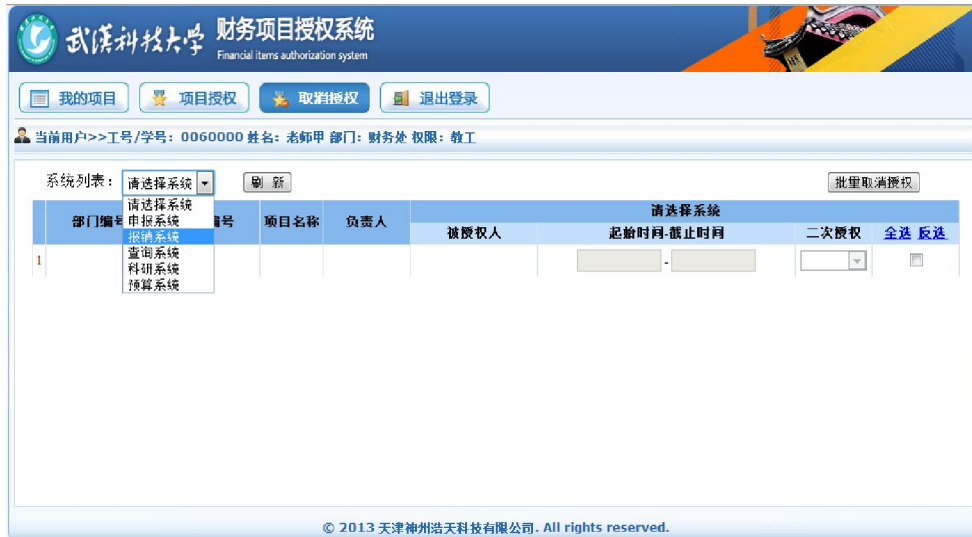 武汉科技大学 财务项目授权系统
Financial items authorization system
我的项目 项目授权 取消授权 退出登录
当前用户>>工号/学号：0060000 姓名：老师甲 部门：财务处 权限：教工
系统列表： 请选择系统 刷 新 批量取消授权
请选择系统
申报系统
报销系统
查询系统
科研系统
预算系统
部门编号 编号 项目名称 负责人 请选择系统
被授权人 起始时间-截止时间 二次授权 全选 反选
1 -
© 2013 天津神州浩天科技有限公司. All rights reserved.